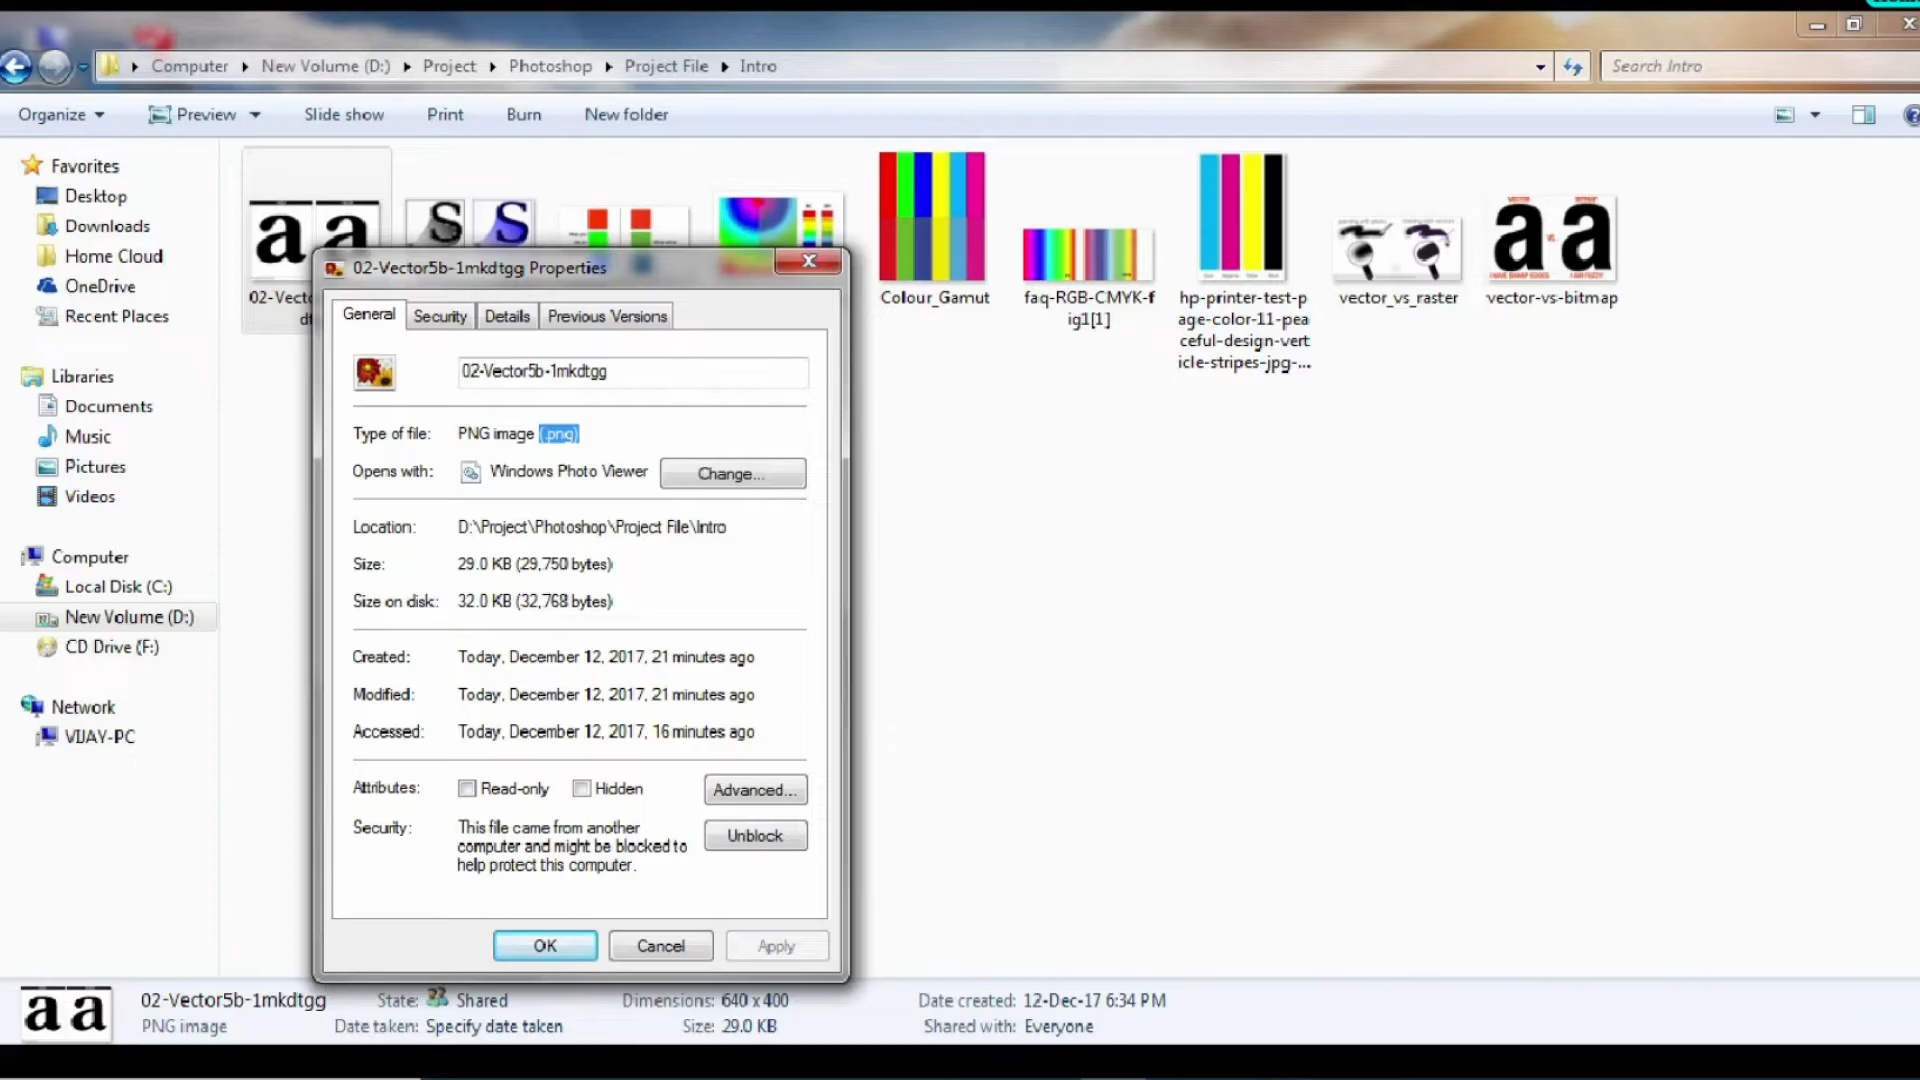 Computer New Volume (D:) Project Photoshop Project File Intro
Search Intro
Organize Preview Slide show Print Burn New folder
Favorites
Desktop
Downloads
Home Cloud
OneDrive
Recent Places
Libraries
Documents
Music
Pictures
Videos
Computer
Local Disk (C:)
New Volume (D:)
CD Drive (F:)
Network
VIJAY-PC
a a
S S
Colour_Gamut
faq-RGB-CMYK-f
ig1[1]
hp-printer-test-p
age-color-11-pea
ceful-design-vert
icle-stripes-jpg-...
vector_vs_raster
VECTOR BITMAP
a VS. a
I HAVE SHARP EDGES I AM FUZZY
vector-vs-bitmap
02-Vecto
02-Vector5b-1mkdtgg Properties
General Security Details Previous Versions
02-Vector5b-1mkdtgg
Type of file: PNG image (.png)
Opens with: Windows Photo Viewer Change...
Location: D:\Project\Photoshop\Project File\Intro
Size: 29.0 KB (29,750 bytes)
Size on disk: 32.0 KB (32,768 bytes)
Created: Today, December 12, 2017, 21 minutes ago
Modified: Today, December 12, 2017, 21 minutes ago
Accessed: Today, December 12, 2017, 16 minutes ago
Attributes: Read-only Hidden Advanced...
Security: This file came from another
computer and might be blocked to
help protect this computer.
Unblock
OK Cancel Apply
a a
02-Vector5b-1mkdtgg State: Shared Dimensions: 640 x 400 Date created: 12-Dec-17 6:34 PM
PNG image Date taken: Specify date taken Size: 29.0 KB Shared with: Everyone